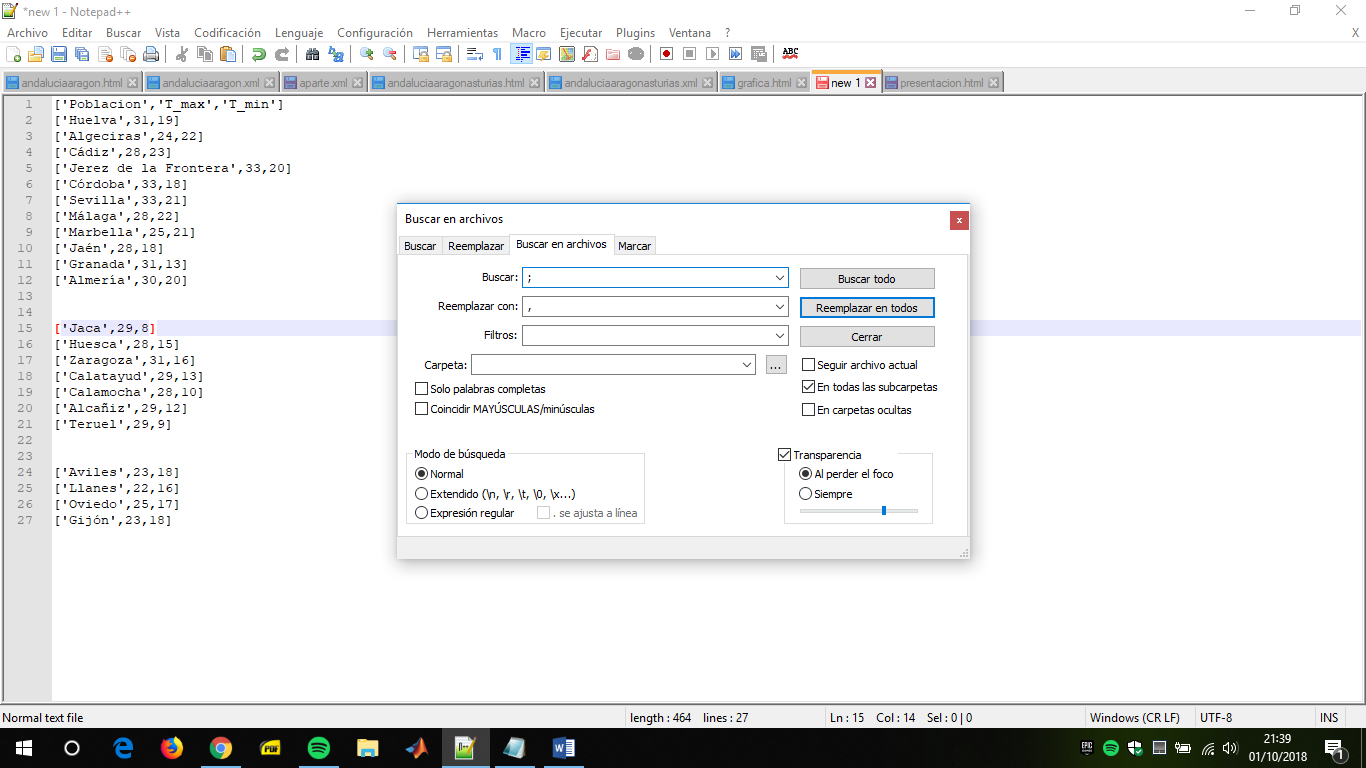 *new 1 - Notepad++
Archivo Editar Buscar Vista Codificación Lenguaje Configuración Herramientas Macro Ejecutar Plugins Ventana ? X
andaluciaaragon.html andaluciaaragon.xml aparte.xml andaluciaaragonasturias.html andaluciaaragonasturias.xml grafica.html new 1 presentacion.html
1 ['Poblacion','T_max','T_min']
2 ['Huelva',31,19]
3 ['Algeciras',24,22]
4 ['Cádiz',28,23]
5 ['Jerez de la Frontera',33,20]
6 ['Córdoba',33,18]
7 ['Sevilla',33,21]
8 ['Málaga',28,22]
9 ['Marbella',25,21]
10 ['Jaén',28,18]
11 ['Granada',31,13]
12 ['Almería',30,20]
13
14
15 ['Jaca',29,8]
16 ['Huesca',28,15]
17 ['Zaragoza',31,16]
18 ['Calatayud',29,13]
19 ['Calamocha',28,10]
20 ['Alcañiz',29,12]
21 ['Teruel',29,9]
22
23
24 ['Aviles',23,18]
25 ['Llanes',22,16]
26 ['Oviedo',25,17]
27 ['Gijón',23,18]
Buscar en archivos x
Buscar Reemplazar Buscar en archivos Marcar
Buscar: ; Buscar todo
Reemplazar con: , Reemplazar en todos
Filtros: Cerrar
Carpeta: ... Seguir archivo actual
Solo palabras completas En todas las subcarpetas
Coincidir MAYÚSCULAS/minúsculas En carpetas ocultas
Modo de búsqueda Transparencia
Normal Al perder el foco
Extendido (\n, \r, \t, \0, \x...) Siempre
Expresión regular . se ajusta a línea
Normal text file length : 464 lines : 27 Ln : 15 Col : 14 Sel : 0 | 0 Windows (CR LF) UTF-8 INS
21:39
01/10/2018